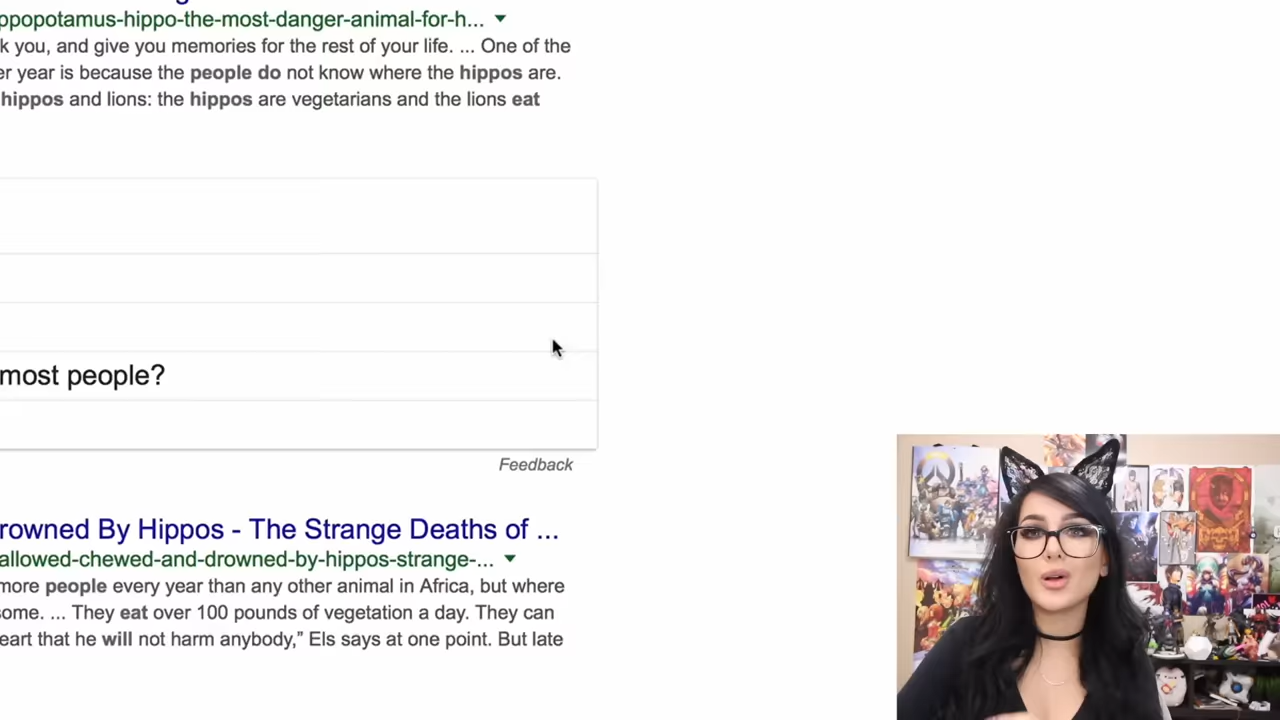 ppopotamus-hippo-the-most-danger-animal-for-h...
k you, and give you memories for the rest of your life. ... One of the
er year is because the people do not know where the hippos are.
hippos and lions: the hippos are vegetarians and the lions eat
most people?
Feedback
rowned By Hippos - The Strange Deaths of ...
allowed-chewed-and-drowned-by-hippos-strange-...
more people every year than any other animal in Africa, but where
some. ... They eat over 100 pounds of vegetation a day. They can
eart that he will not harm anybody,” Els says at one point. But late